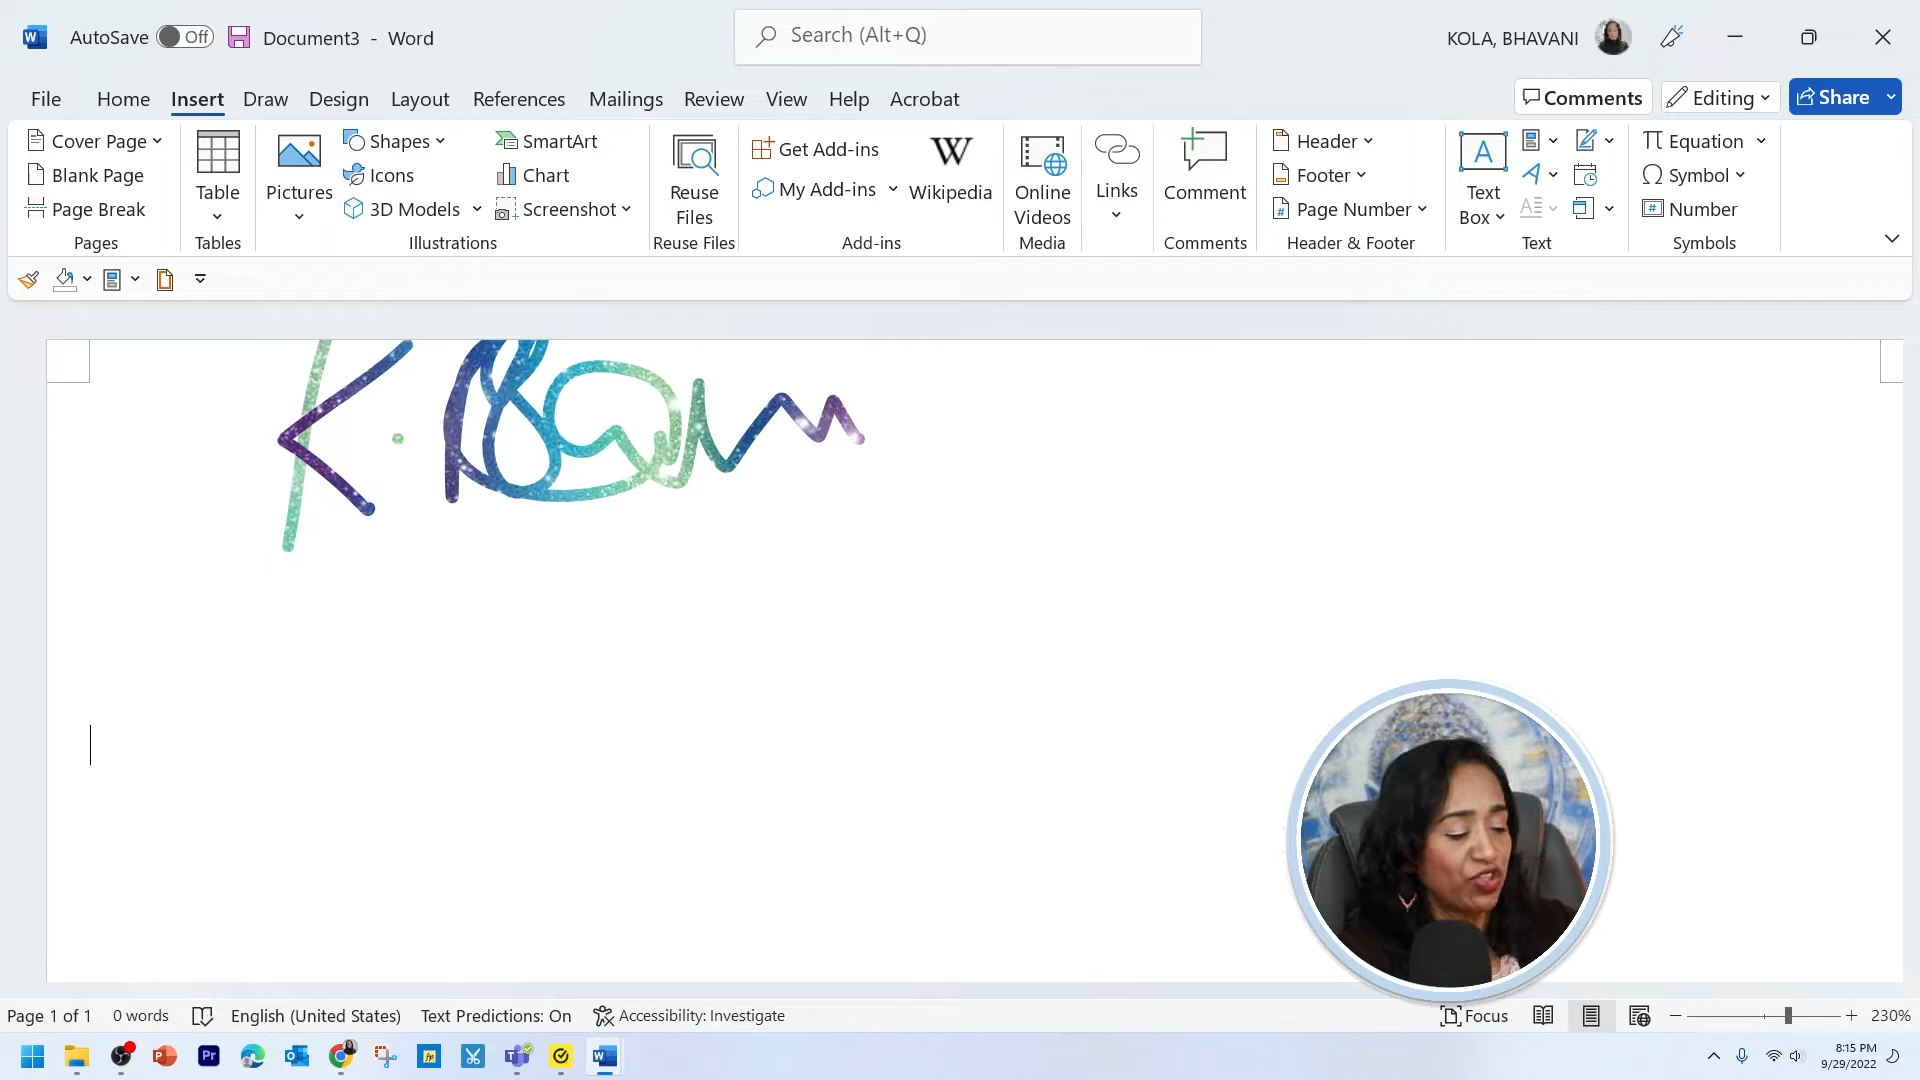 AutoSave Off Document3 - Word Search (Alt+Q) KOLA, BHAVANI
File Home Insert Draw Design Layout References Mailings Review View Help Acrobat Comments Editing Share
Cover Page
Blank Page
Page Break
Pages
Table
Tables
Pictures
Shapes
Icons
3D Models
SmartArt
Chart
Screenshot
Illustrations
Reuse
Files
Reuse Files
Get Add-ins
My Add-ins
W
Wikipedia
Add-ins
Online
Videos
Media
Links
Comment
Comments
Header
Footer
Page Number
Header & Footer
A
Text
Box
Text
Equation
Symbol
Number
Symbols
Page 1 of 1 0 words English (United States) Text Predictions: On Accessibility: Investigate Focus 230%
8:15 PM
9/29/2022